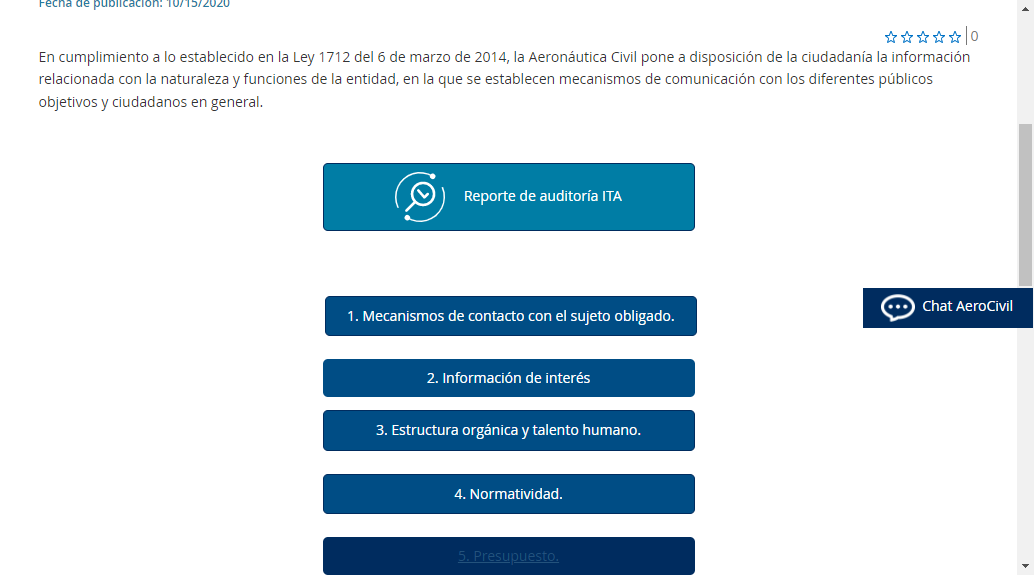 Fecha de publicación: 10/15/2020
0
En cumplimiento a lo establecido en la Ley 1712 del 6 de marzo de 2014, la Aeronáutica Civil pone a disposición de la ciudadanía la información
relacionada con la naturaleza y funciones de la entidad, en la que se establecen mecanismos de comunicación con los diferentes públicos
objetivos y ciudadanos en general.
Reporte de auditoría ITA
1. Mecanismos de contacto con el sujeto obligado.
Chat AeroCivil
2. Información de interés
3. Estructura orgánica y talento humano.
4. Normatividad.
5. Presupuesto.